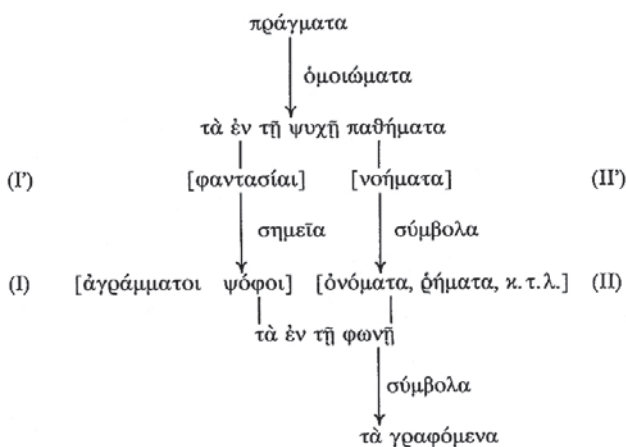 πράγματα
ὁμοιώματα
τὰ ἐν τῇ ψυχῇ παθήματα
(I') [φαντασίαι] [νοήματα] (II')
σημεῖα σύμβολα
(I) [ἀγράμματοι ψόφοι] [ὀνόματα, ῥήματα, κ.τ.λ.] (II)
τὰ ἐν τῇ φωνῇ
σύμβολα
τὰ γραφόμενα